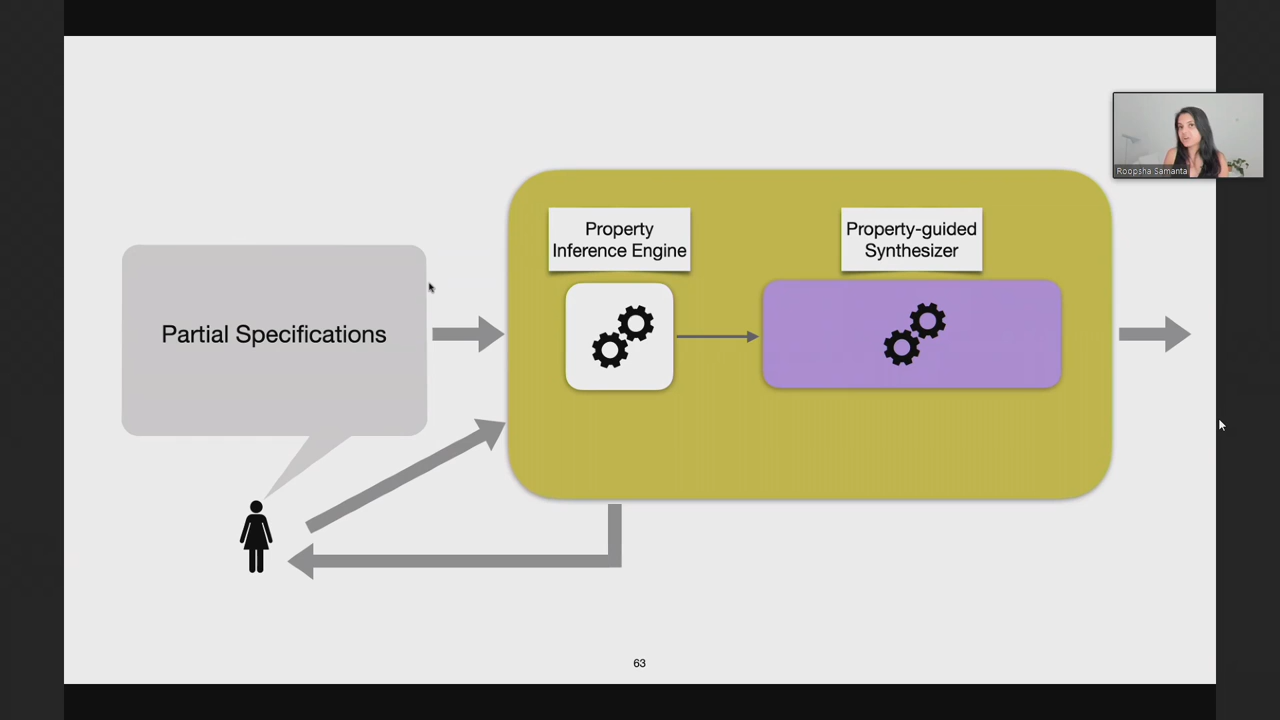 Roopsha Samanta
Property
Inference Engine
Property-guided
Synthesizer
Partial Specifications
63